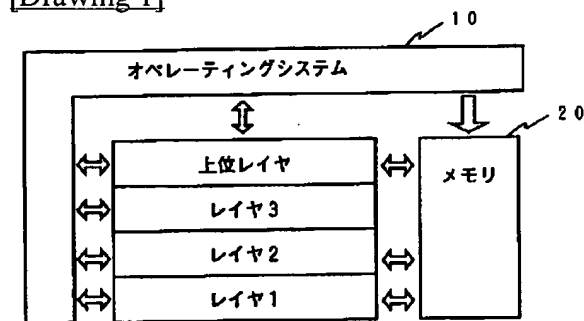 [Drawing 1]
10
オペレーティングシステム
20
上位レイヤ
メモリ
レイヤ3
レイヤ2
レイヤ1